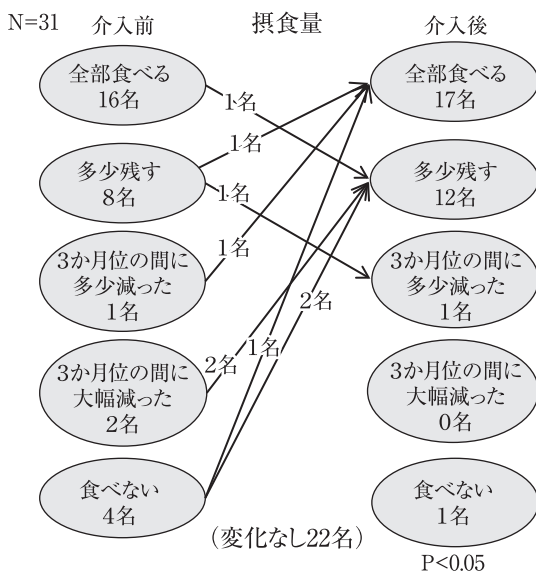 N=31 介入前 摂食量 介入後
全部食べる
16名
全部食べる
17名
1名
1名
多少残す
8名
多少残す
12名
1名
3か月位の間に
多少減った
1名
3か月位の間に
多少減った
1名
1名
2名
1名
2名
3か月位の間に
大幅減った
2名
3か月位の間に
大幅減った
0名
食べない
4名
食べない
1名
(変化なし22名)
P<0.05